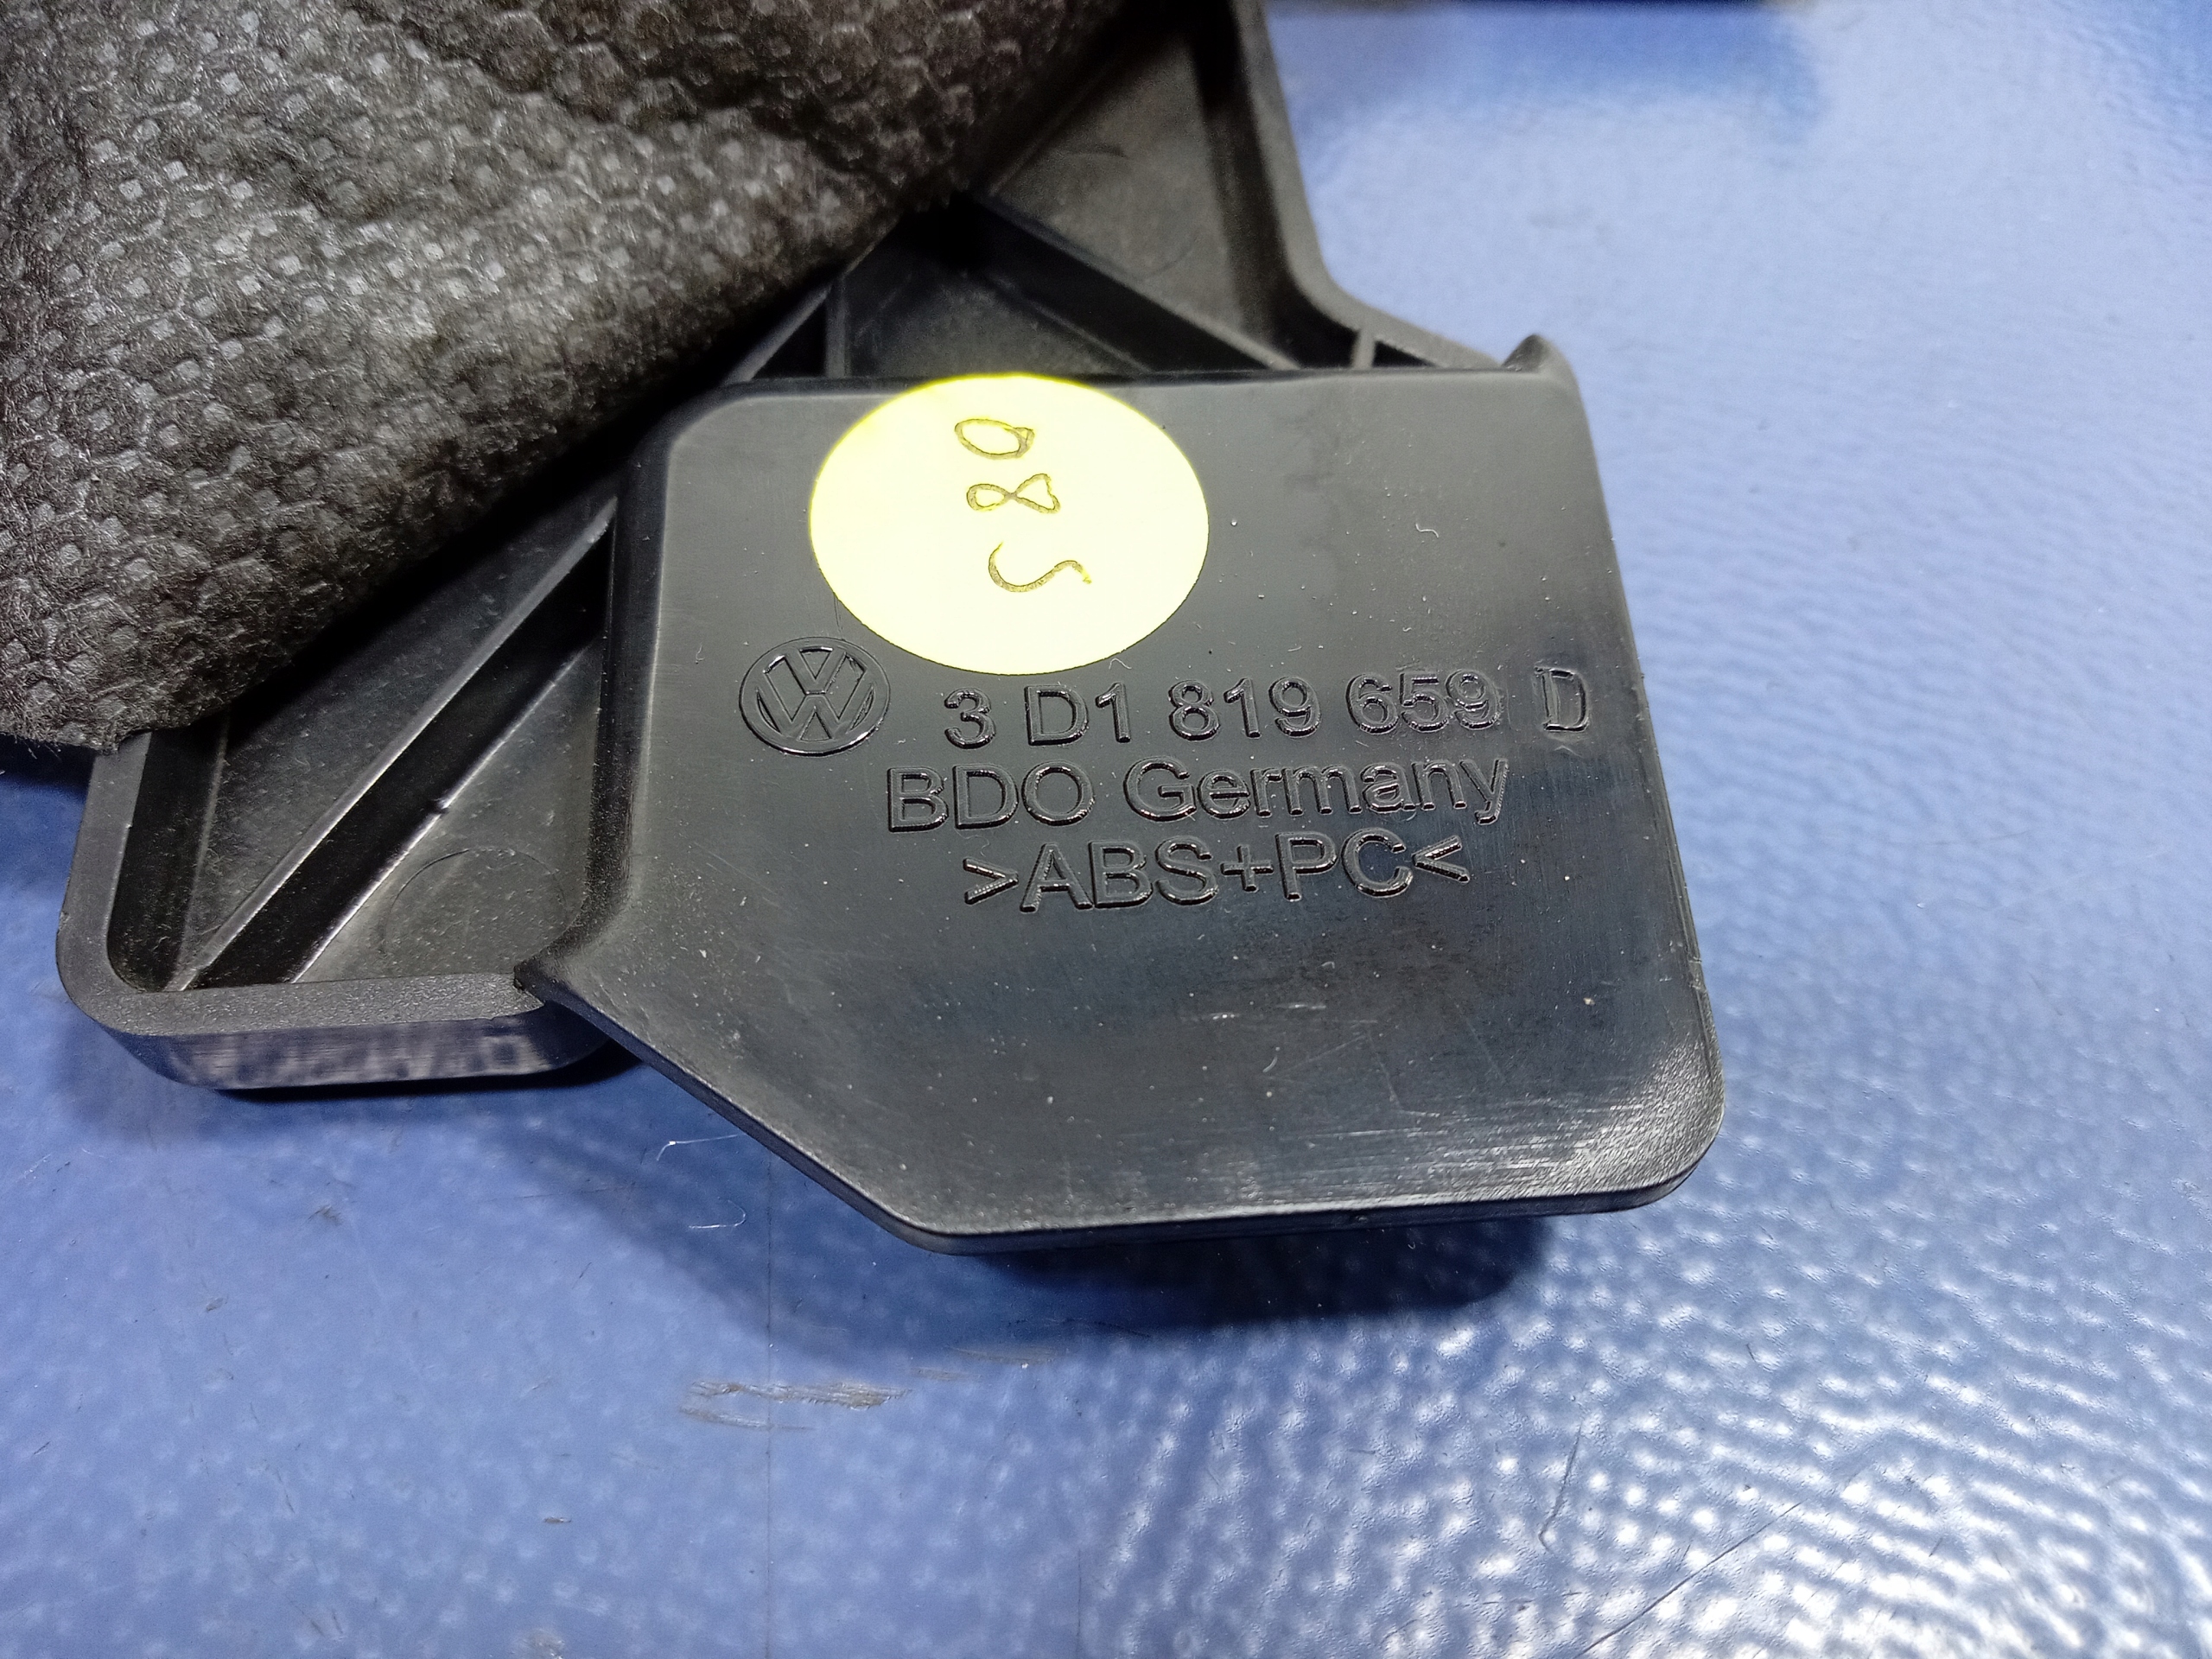 085
3 D1 819 659 D
BDO Germany
>ABS+PC<